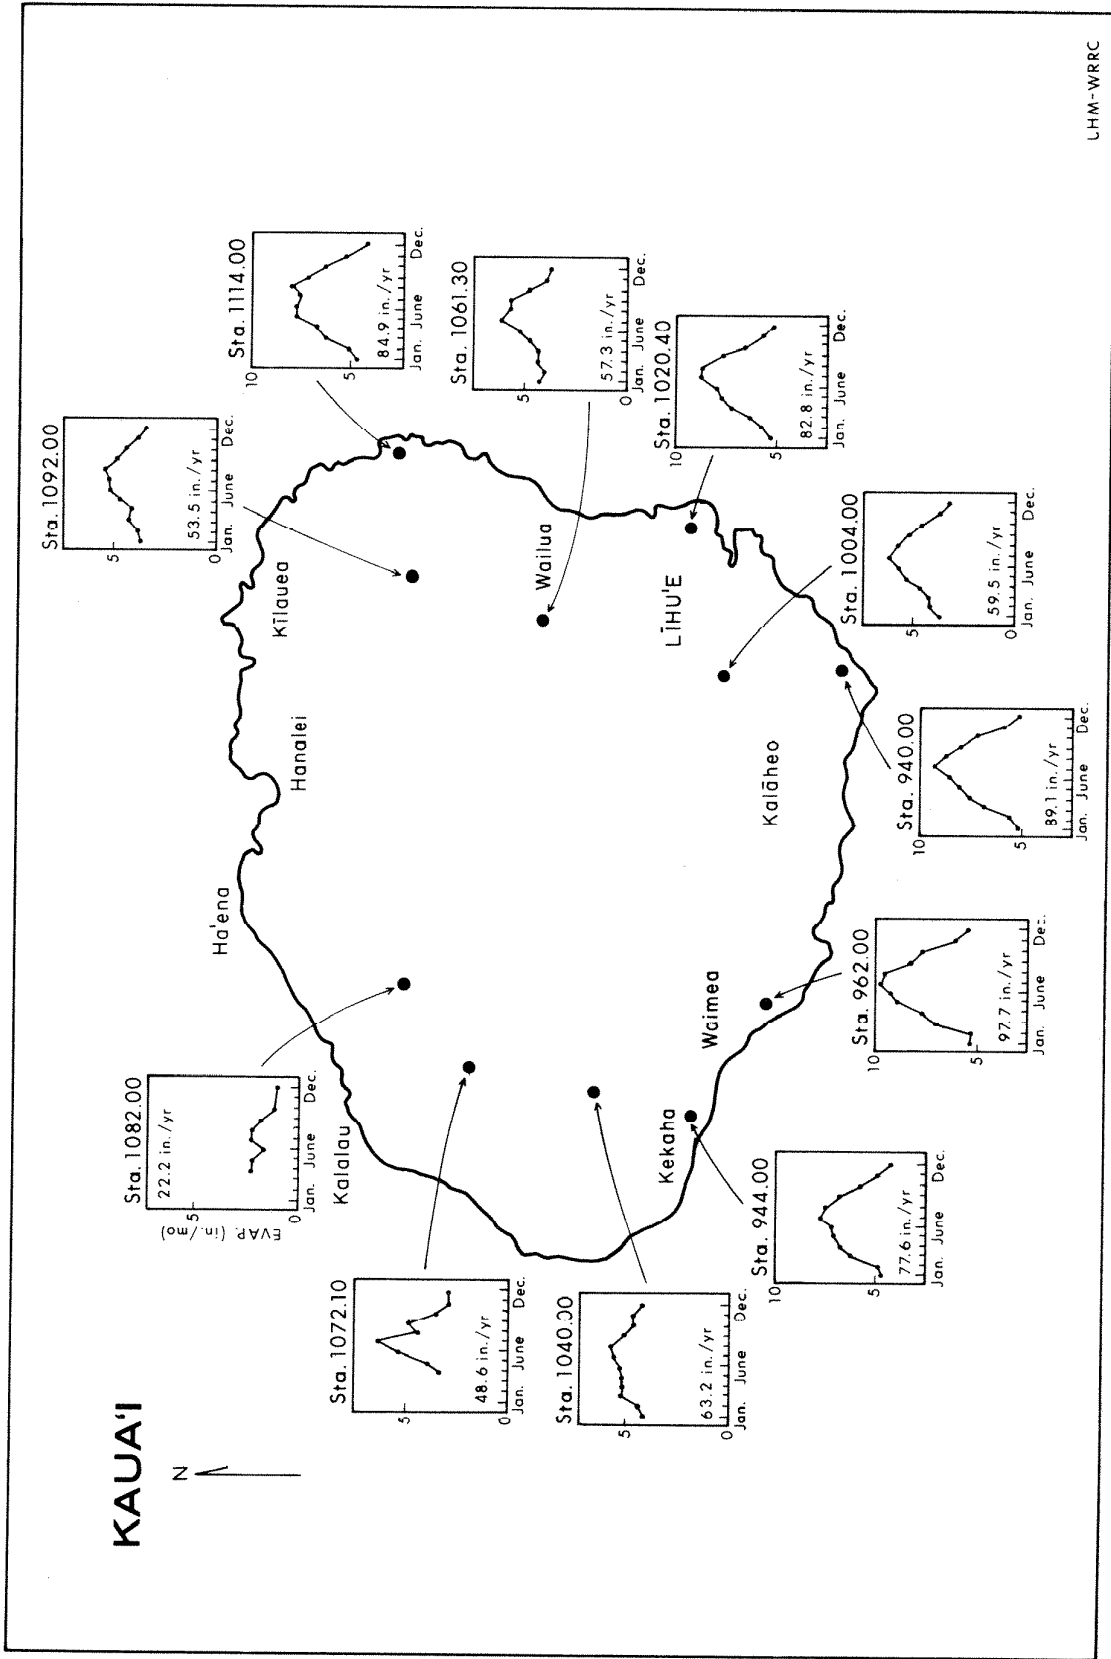 KAUA'I
N
Sta. 1082.00
22.2 in./yr
EVAP. (in./mo)
5
0
Jan. June Dec.
Sta. 1092.00
5
53.5 in./yr
0
Jan. June Dec.
Sta. 1114.00
10
5
84.9 in./yr
Jan. June Dec.
Sta. 1072.10
5
48.6 in./yr
0
Jan. June Dec.
Sta. 1061.30
5
57.3 in./yr
0
Jan. June Dec.
Sta. 1040.00
5
63.2 in./yr
0
Jan. June Dec.
Sta. 1020.40
10
5
82.8 in./yr
Jan. June Dec.
Sta. 944.00
10
5
77.6 in./yr
Jan. June Dec.
Sta. 962.00
10
5
97.7 in./yr
Jan. June Dec.
Sta. 940.00
10
5
89.1 in./yr
Jan. June Dec.
Sta. 1004.00
5
59.5 in./yr
0
Jan. June Dec.
Ha'ena
Hanalei
Kīlauea
Kalalau
Wailua
LĪHU'E
Kekaha
Waimea
Kalāheo
LHM-WRRC